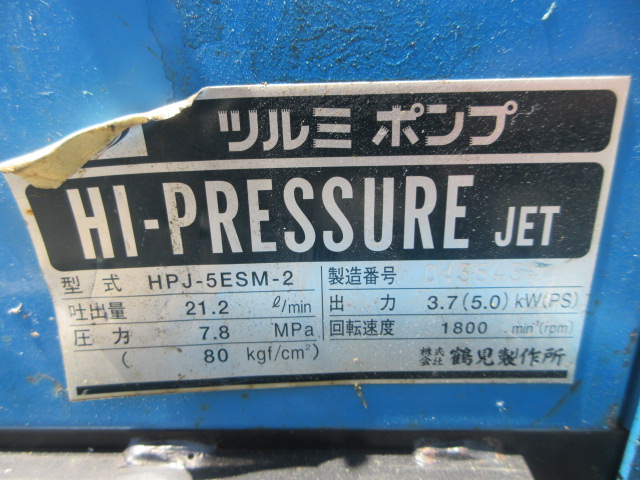 ツルミ ポンプ
HI-PRESSURE JET
型式 HPJ-5ESM-2 製造番号
吐出量 21.2 ℓ/min 出力 3.7(5.0) kW(PS)
圧力 7.8 MPa 回転速度 1800 min⁻¹(rpm)
( 80 kgf/cm²) 株式会社 鶴見製作所